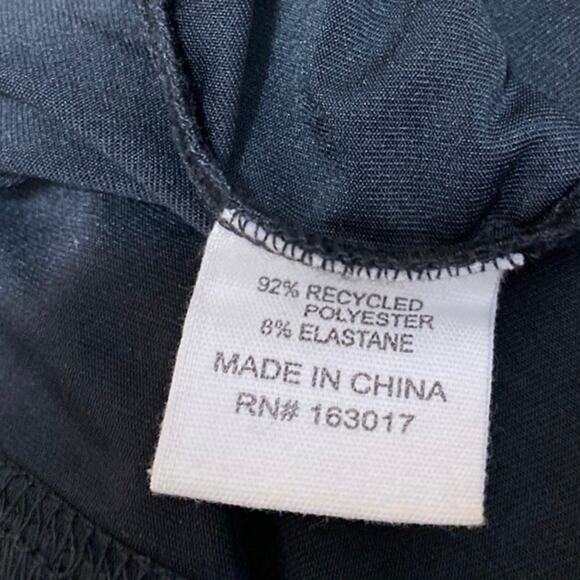 92% RECYCLED
POLYESTER
8% ELASTANE
MADE IN CHINA
RN# 163017